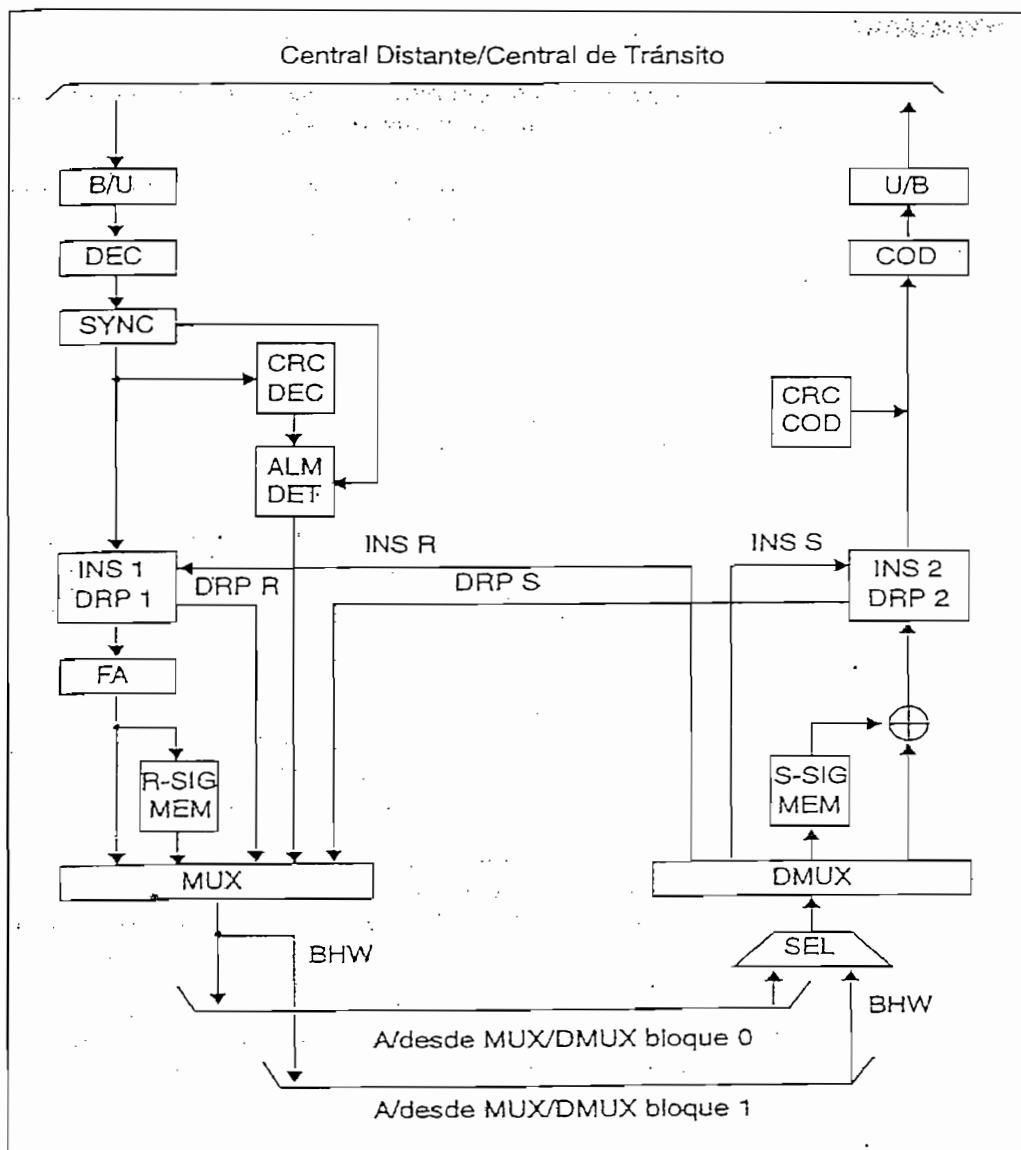 Central Distante/Central de Tránsito
B/U
U/B
DEC
COD
SYNC
CRC
DEC
CRC
COD
ALM
DET
INS R
INS S
INS 1
DRP 1
DRP R
DRP S
INS 2
DRP 2
FA
R-SIG
MEM
S-SIG
MEM
MUX
DMUX
SEL
BHW
BHW
A/desde MUX/DMUX bloque 0
A/desde MUX/DMUX bloque 1